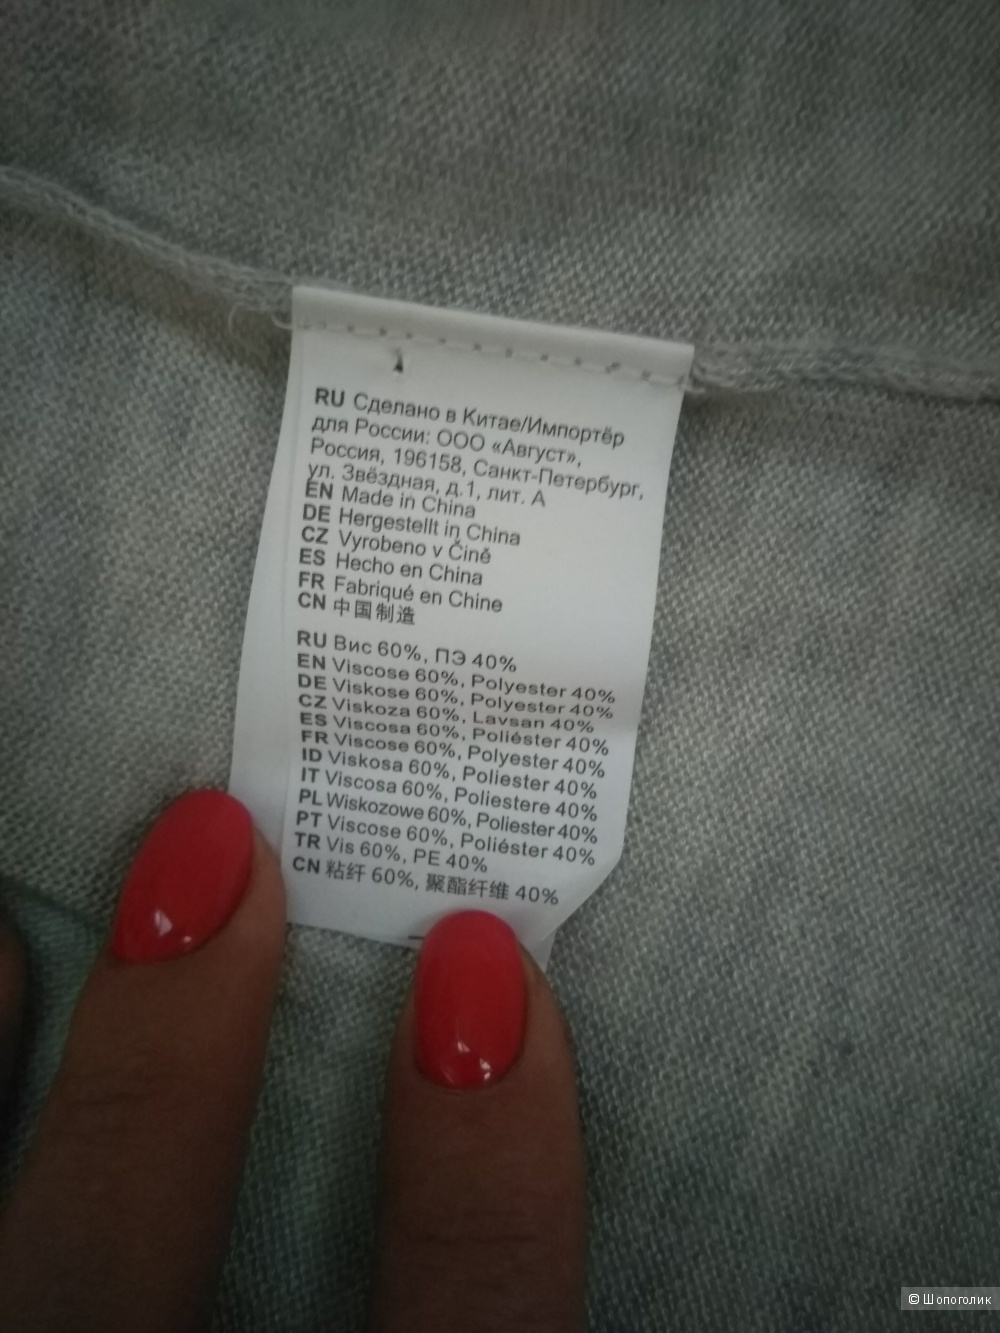 RU Сделано в Китае/Импортёр
для России: ООО «Август»,
Россия, 196158, Санкт-Петербург,
ул. Звёздная, д.1, лит. А
EN Made in China
DE Hergestellt in China
CZ Vyrobeno v Čině
ES Hecho en China
FR Fabriqué en Chine
CN 中国制造
RU Вис 60%, ПЭ 40%
EN Viscose 60%, Polyester 40%
DE Viskose 60%, Polyester 40%
CZ Viskoza 60%, Lavsan 40%
ES Viscosa 60%, Poliéster 40%
FR Viscose 60%, Polyester 40%
ID Viskosa 60%, Poliester 40%
IT Viscosa 60%, Poliestere 40%
PL Wiskozowe 60%, Poliester 40%
PT Viscose 60%, Poliéster 40%
TR Vis 60%, PE 40%
CN 粘纤 60%, 聚酯纤维 40%
© Шопоголик